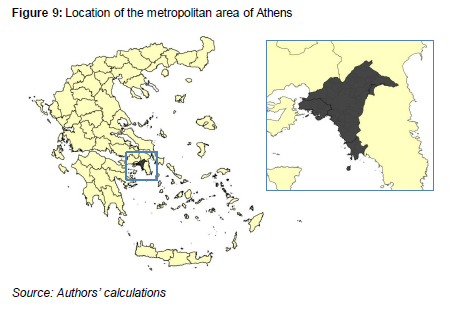 Figure 9: Location of the metropolitan area of Athens
Source: Authors' calculations